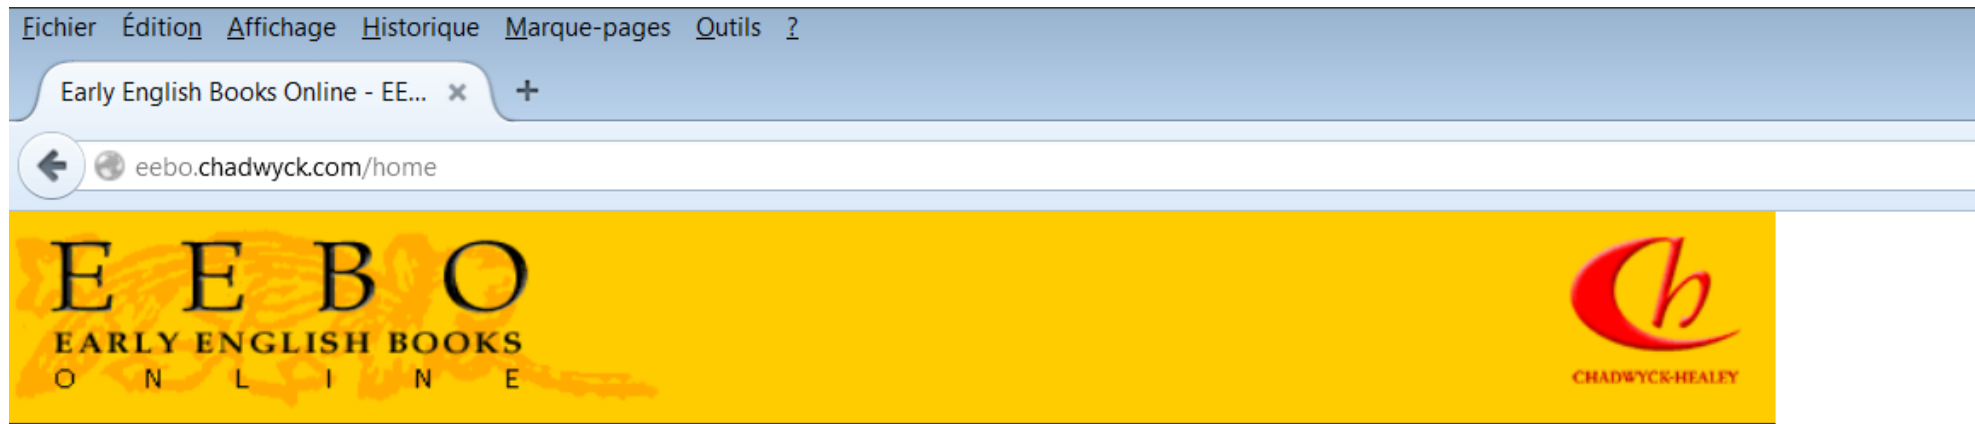 Fichier Édition Affichage Historique Marque-pages Outils ?
Early English Books Online - EE... × +
eebo.chadwyck.com/home
E E B O
EARLY ENGLISH BOOKS
O N L I N E
Ch
CHADWYCK-HEALEY